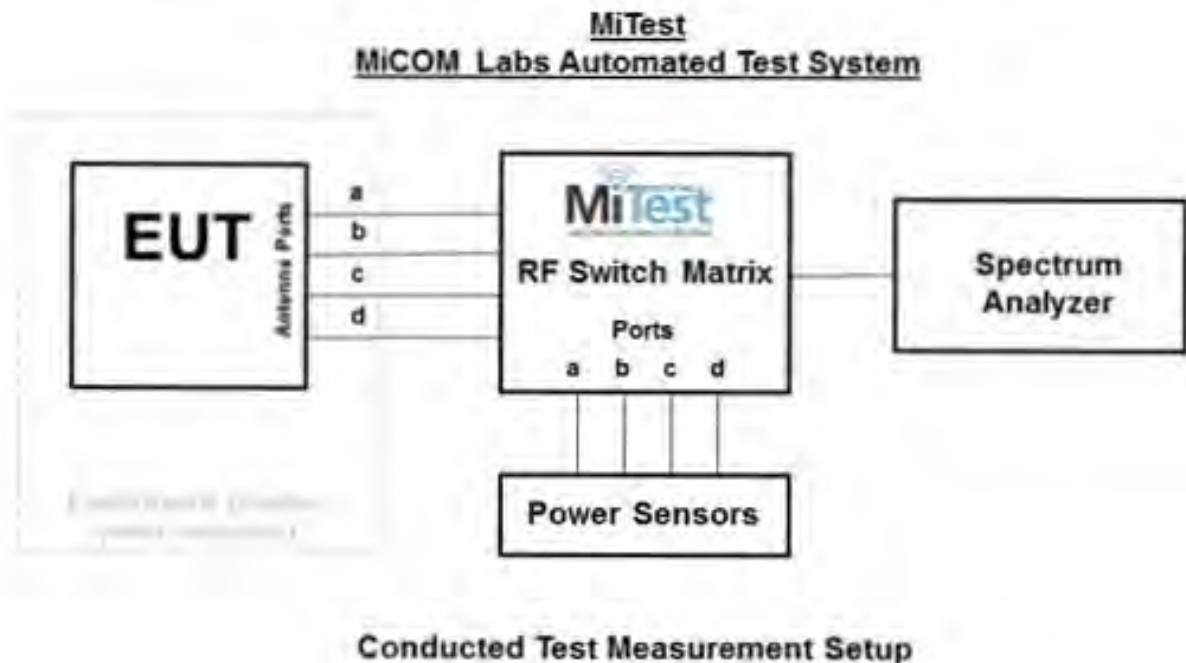 MiTest
MiCOM Labs Automated Test System
EUT
Antenna Ports
a
b
c
d
MiTest
RF Switch Matrix
Ports
a b c d
Spectrum
Analyzer
Power Sensors
Conducted Test Measurement Setup